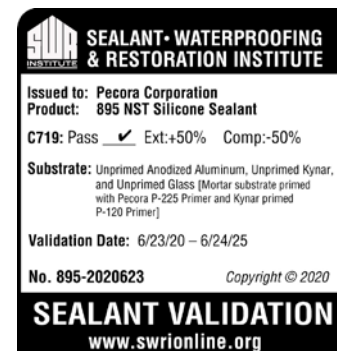 SWR
INSTITUTE
SEALANT • WATERPROOFING
& RESTORATION INSTITUTE
Issued to: Pecora Corporation
Product: 895 NST Silicone Sealant
C719: Pass ✔ Ext:+50% Comp:-50%
Substrate: Unprimed Anodized Aluminum, Unprimed Kynar,
and Unprimed Glass [Mortar substrate primed
with Pecora P-225 Primer and Kynar primed
P-120 Primer]
Validation Date: 6/23/20 – 6/24/25
No. 895-2020623 Copyright © 2020
SEALANT VALIDATION
www.swrionline.org